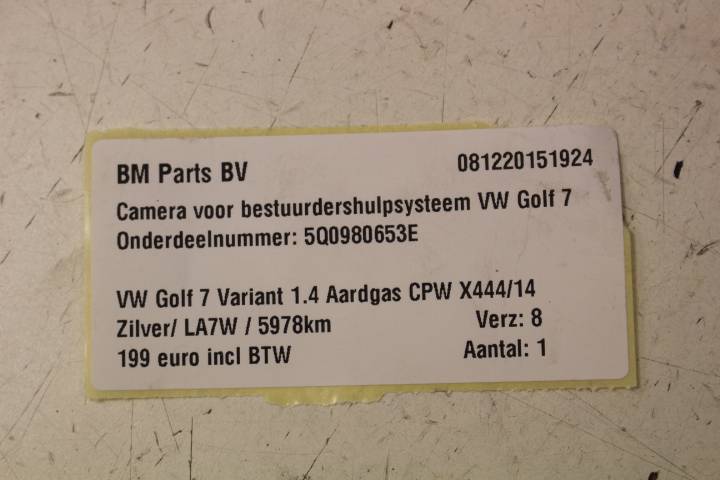 BM Parts BV 081220151924
Camera voor bestuurdershulpsysteem VW Golf 7
Onderdeelnummer: 5Q0980653E
VW Golf 7 Variant 1.4 Aardgas CPW X444/14
Zilver/ LA7W / 5978km Verz: 8
199 euro incl BTW Aantal: 1